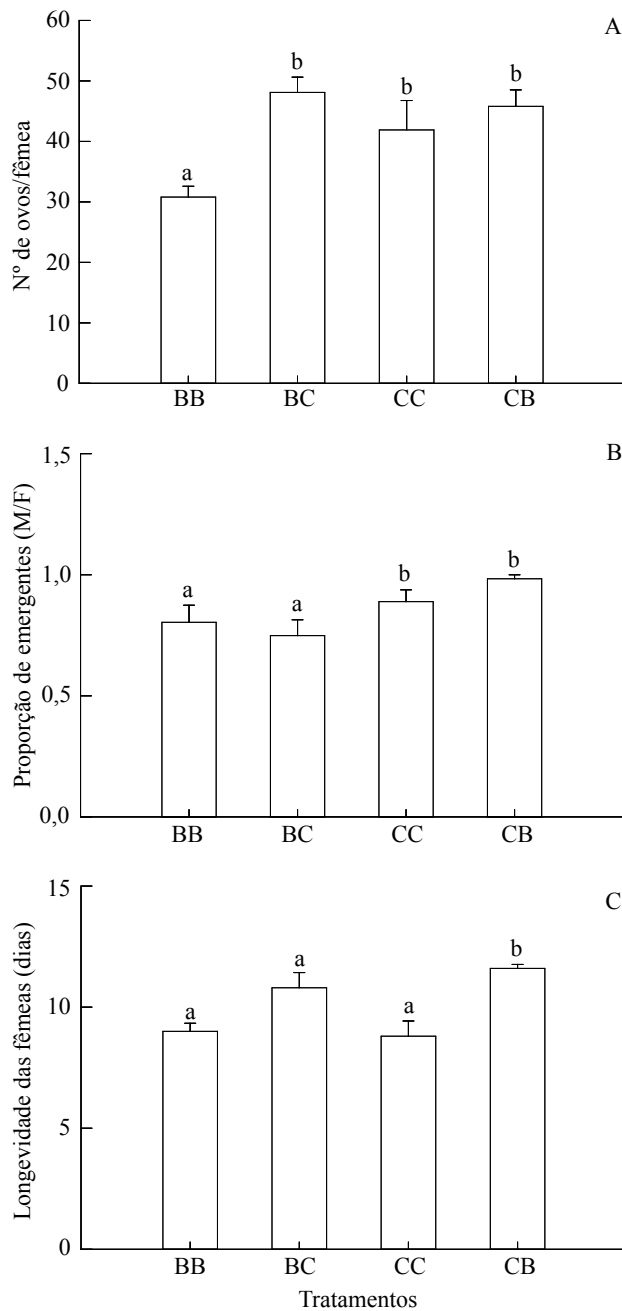 A
60
50
40
30
20
10
0
Nº de ovos/fêmea
a
b
b
b
BB BC CC CB
B
1,5
1,0
0,5
0,0
Proporção de emergentes (M/F)
a
a
b
b
BB BC CC CB
C
15
10
5
0
Longevidade das fêmeas (dias)
a
a
a
b
BB BC CC CB
Tratamentos